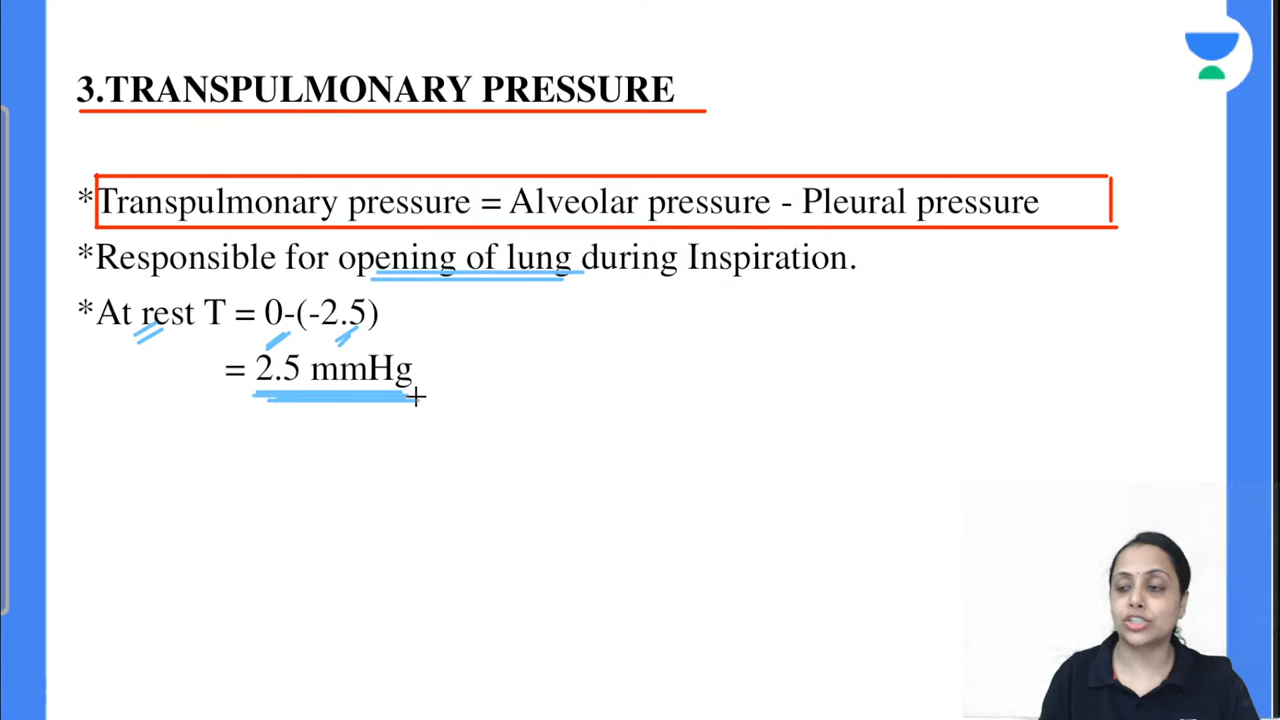 3.TRANSPULMONARY PRESSURE
*Transpulmonary pressure = Alveolar pressure - Pleural pressure
*Responsible for opening of lung during Inspiration.
*At rest T = 0-(-2.5)
= 2.5 mmHg